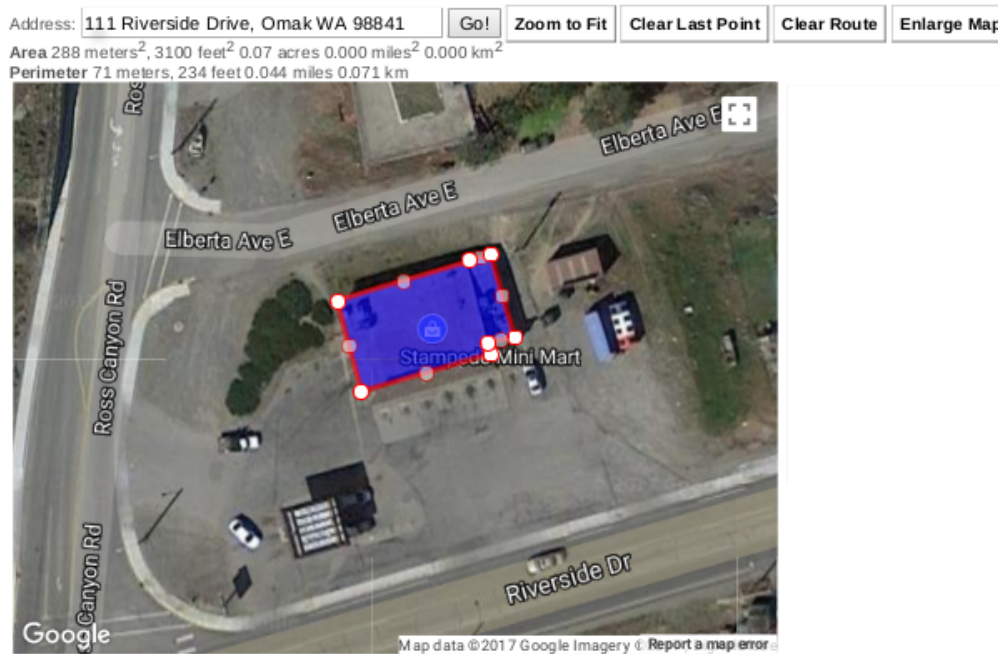 Address: 111 Riverside Drive, Omak WA 98841 Go! Zoom to Fit Clear Last Point Clear Route Enlarge Map
Area 288 meters², 3100 feet² 0.07 acres 0.000 miles² 0.000 km²
Perimeter 71 meters, 234 feet 0.044 miles 0.071 km
Ros
Elberta Ave E
Elberta Ave E
Elberta Ave E
Ross Canyon Rd
Stampede Mini Mart
Canyon Rd
Riverside Dr
Google
Map data ©2017 Google Imagery © Report a map error